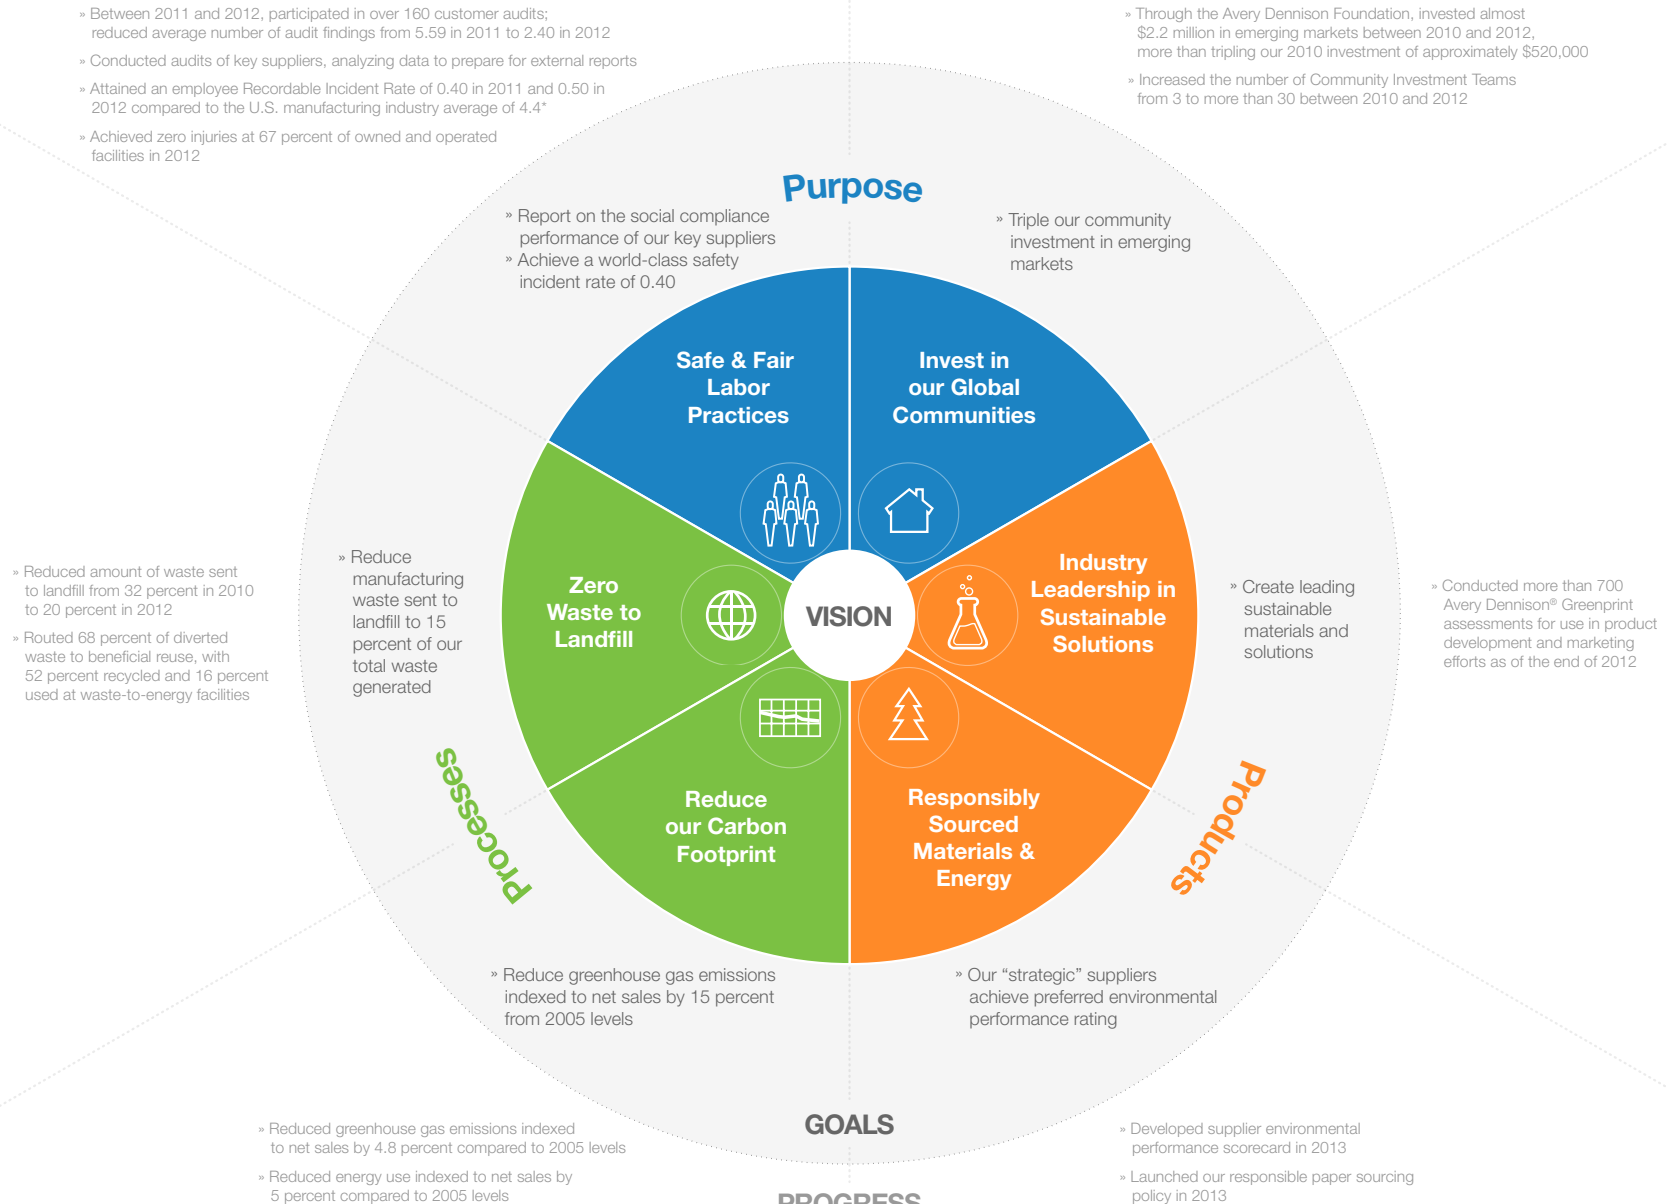 » Between 2011 and 2012, participated in over 160 customer audits;
reduced average number of audit findings from 5.59 in 2011 to 2.40 in 2012
» Conducted audits of key suppliers, analyzing data to prepare for external reports
» Attained an employee Recordable Incident Rate of 0.40 in 2011 and 0.50 in
2012 compared to the U.S. manufacturing industry average of 4.4*
» Achieved zero injuries at 67 percent of owned and operated
facilities in 2012
» Through the Avery Dennison Foundation, invested almost
$2.2 million in emerging markets between 2010 and 2012,
more than tripling our 2010 investment of approximately $520,000
» Increased the number of Community Investment Teams
from 3 to more than 30 between 2010 and 2012
Purpose
» Report on the social compliance
performance of our key suppliers
» Achieve a world-class safety
incident rate of 0.40
» Triple our community
investment in emerging
markets
Safe & Fair
Labor
Practices
Invest in
our Global
Communities
» Reduced amount of waste sent
to landfill from 32 percent in 2010
to 20 percent in 2012
» Routed 68 percent of diverted
waste to beneficial reuse, with
52 percent recycled and 16 percent
used at waste-to-energy facilities
» Reduce
manufacturing
waste sent to
landfill to 15
percent of our
total waste
generated
Zero
Waste to
Landfill
VISION
Industry
Leadership in
Sustainable
Solutions
» Create leading
sustainable
materials and
solutions
» Conducted more than 700
Avery Dennison® Greenprint
assessments for use in product
development and marketing
efforts as of the end of 2012
Processes
Reduce
our Carbon
Footprint
Responsibly
Sourced
Materials &
Energy
Products
» Reduce greenhouse gas emissions
indexed to net sales by 15 percent
from 2005 levels
» Our “strategic” suppliers
achieve preferred environmental
performance rating
GOALS
» Reduced greenhouse gas emissions indexed
to net sales by 4.8 percent compared to 2005 levels
» Reduced energy use indexed to net sales by
5 percent compared to 2005 levels
» Developed supplier environmental
performance scorecard in 2013
» Launched our responsible paper sourcing
policy in 2013
PROGRESS